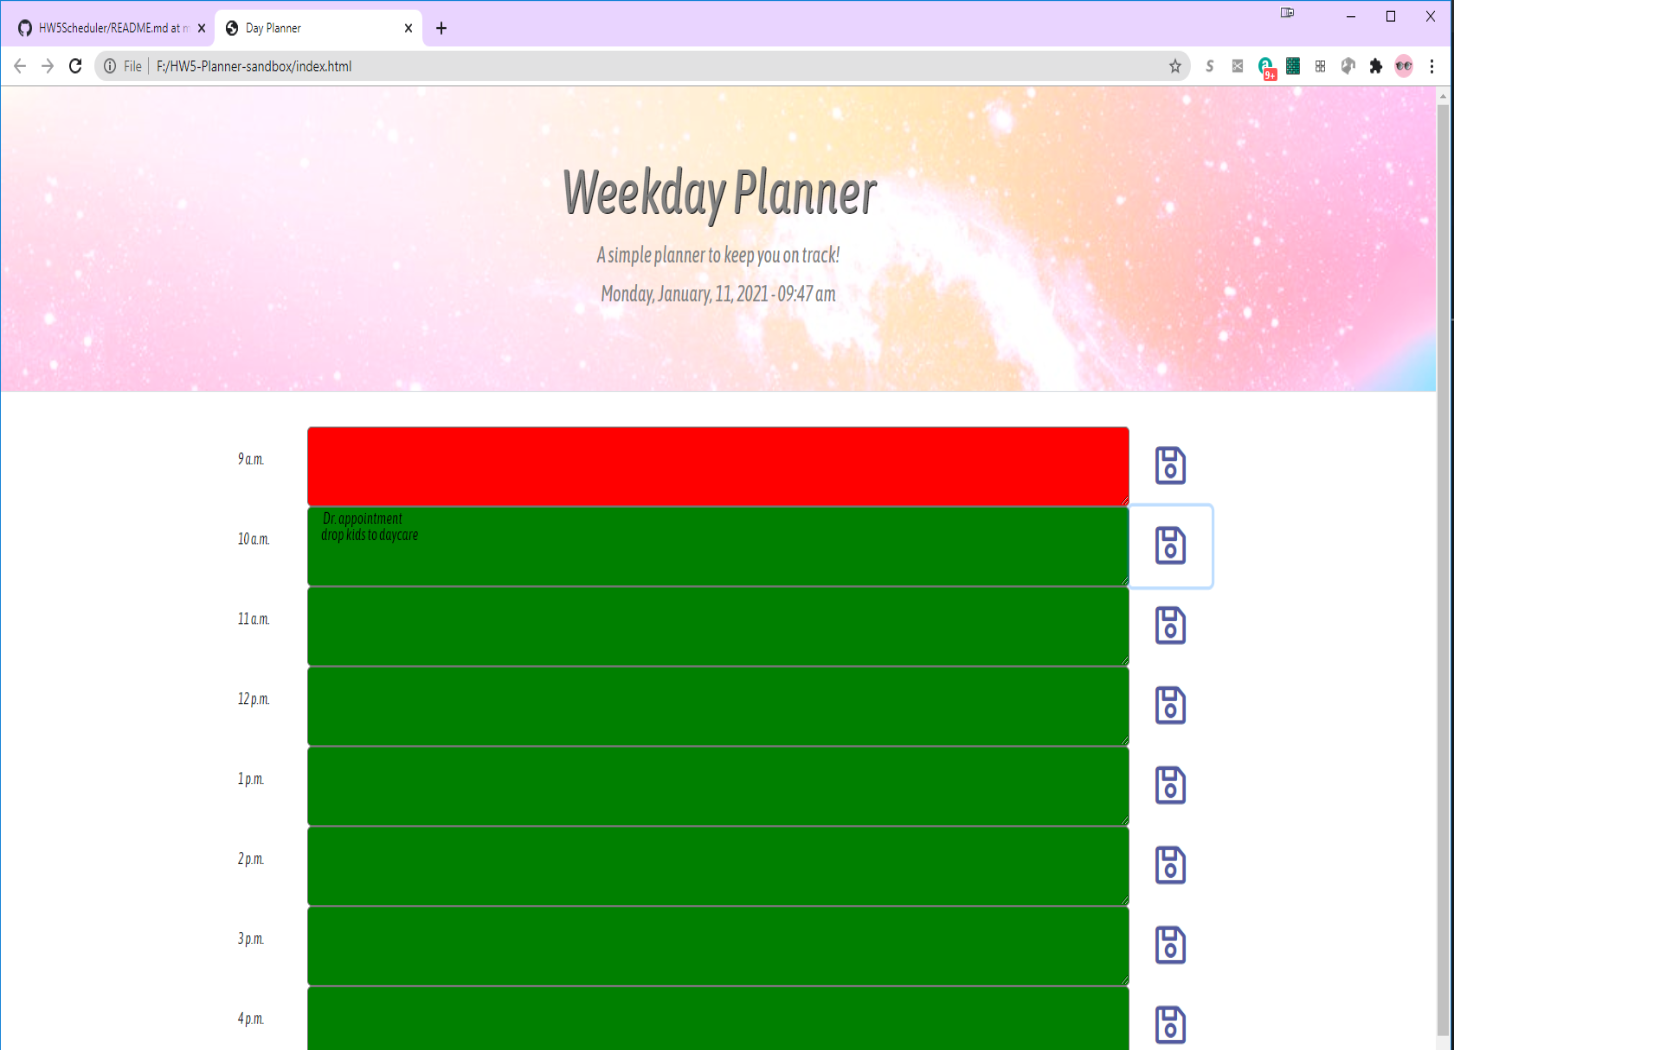 HW5Scheduler/README.md at m
Day Planner
File
F:/HW5-Planner-sandbox/index.html
9+
Weekday Planner
A simple planner to keep you on track!
Monday, January, 11, 2021 - 09:47 am
9 a.m.
10 a.m.
Dr. appointment
drop kids to daycare
11 a.m.
12 p.m.
1 p.m.
2 p.m.
3 p.m.
4 p.m.